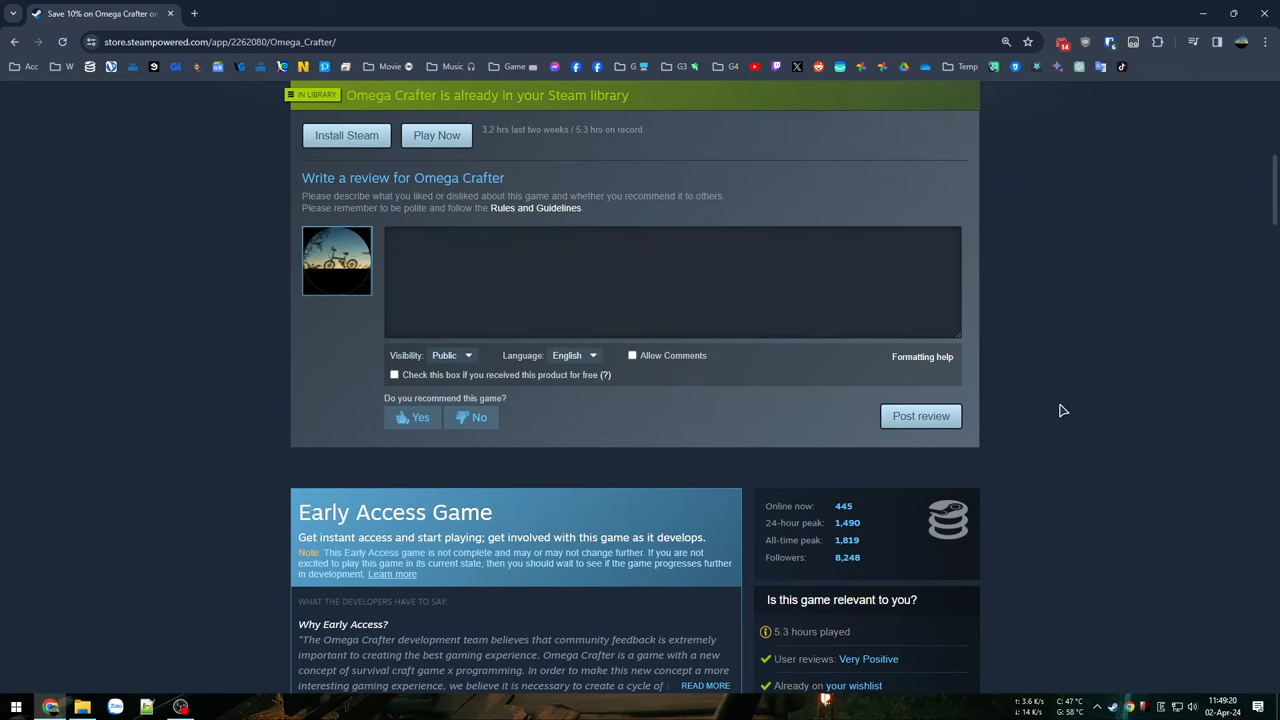 Save 10% on Omega Crafter on
store.steampowered.com/app/2262080/Omega_Crafter/
Acc
W
Movie
Music
Game
G
G3
G4
Temp
14
IN LIBRARY
Omega Crafter is already in your Steam library
Install Steam
Play Now
3.2 hrs last two weeks / 5.3 hrs on record
Write a review for Omega Crafter
Please describe what you liked or disliked about this game and whether you recommend it to others.
Please remember to be polite and follow the Rules and Guidelines.
Visibility: Public
Language: English
Allow Comments
Formatting help
Check this box if you received this product for free (?)
Do you recommend this game?
Yes
No
Post review
Early Access Game
Get instant access and start playing; get involved with this game as it develops.
Note: This Early Access game is not complete and may or may not change further. If you are not
excited to play this game in its current state, then you should wait to see if the game progresses further
in development. Learn more
WHAT THE DEVELOPERS HAVE TO SAY:
Why Early Access?
"The Omega Crafter development team believes that community feedback is extremely
important to creating the best gaming experience. Omega Crafter is a game with a new
concept of survival craft game x programming. In order to make this new concept a more
interesting gaming experience, we believe it is necessary to create a cycle of
READ MORE
Online now: 445
24-hour peak: 1,490
All-time peak: 1,819
Followers: 8,248
Is this game relevant to you?
5.3 hours played
User reviews: Very Positive
Already on your wishlist
Zalo
↑: 3.6 K/s
↓: 14 K/s
C: 47 °C
G: 58 °C
11:49:20
02-Apr-24